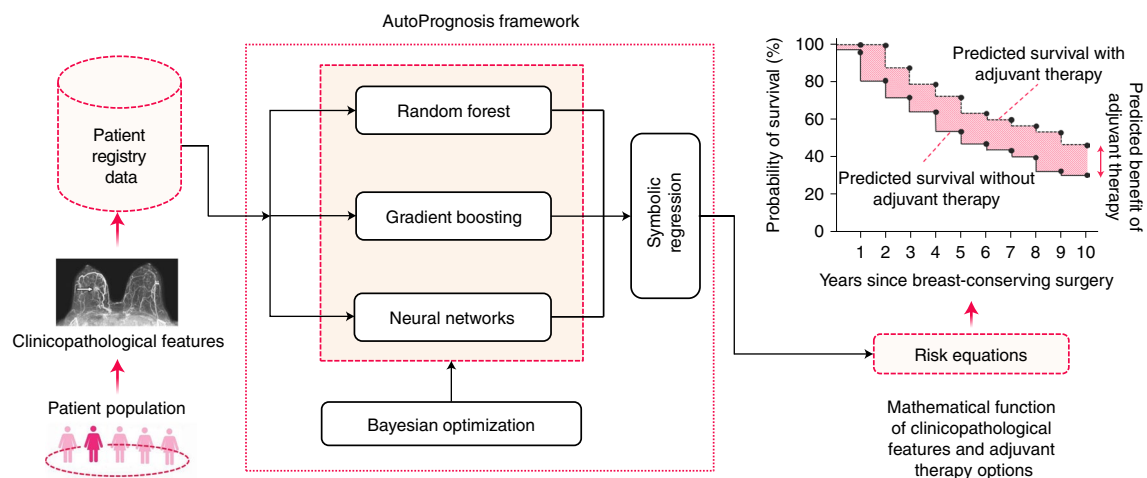 AutoPrognosis framework
Patient
registry
data
Clinicopathological features
Patient population
Random forest
Gradient boosting
Neural networks
Bayesian optimization
Symbolic
regression
Probability of survival (%)
100
80
60
40
20
0
1 2 3 4 5 6 7 8 9 10
Years since breast-conserving surgery
Predicted survival with
adjuvant therapy
Predicted survival without
adjuvant therapy
Predicted benefit of
adjuvant therapy
Risk equations
Mathematical function
of clinicopathological
features and adjuvant
therapy options